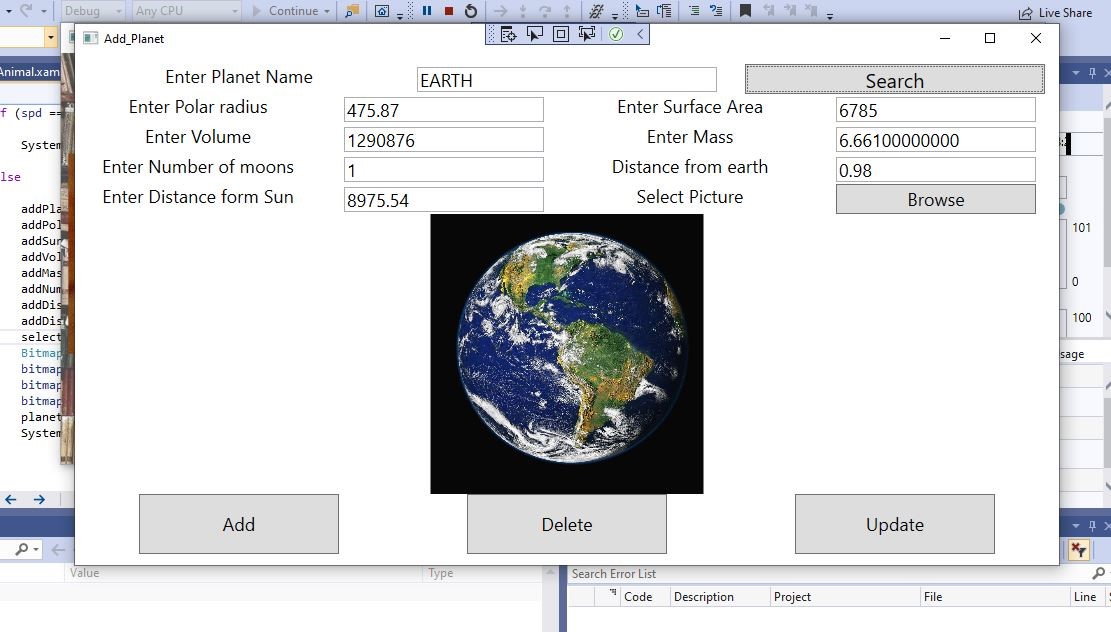 Debug Any CPU Continue Live Share
Add_Planet
Animal.xam
Enter Planet Name EARTH Search
Enter Polar radius 475.87 Enter Surface Area 6785
Enter Volume 1290876 Enter Mass 6.66100000000
Enter Number of moons 1 Distance from earth 0.98
Enter Distance form Sun 8975.54 Select Picture Browse
f (spd ==
System
lse
addPla
addPol
addSur
addVol
addMas
addNum
addDis
addDis
select
Bitmap
bitmap
bitmap
bitmap
planet
System
101
0
100
sage
Add Delete Update
Value Type
Search Error List
Code Description Project File Line